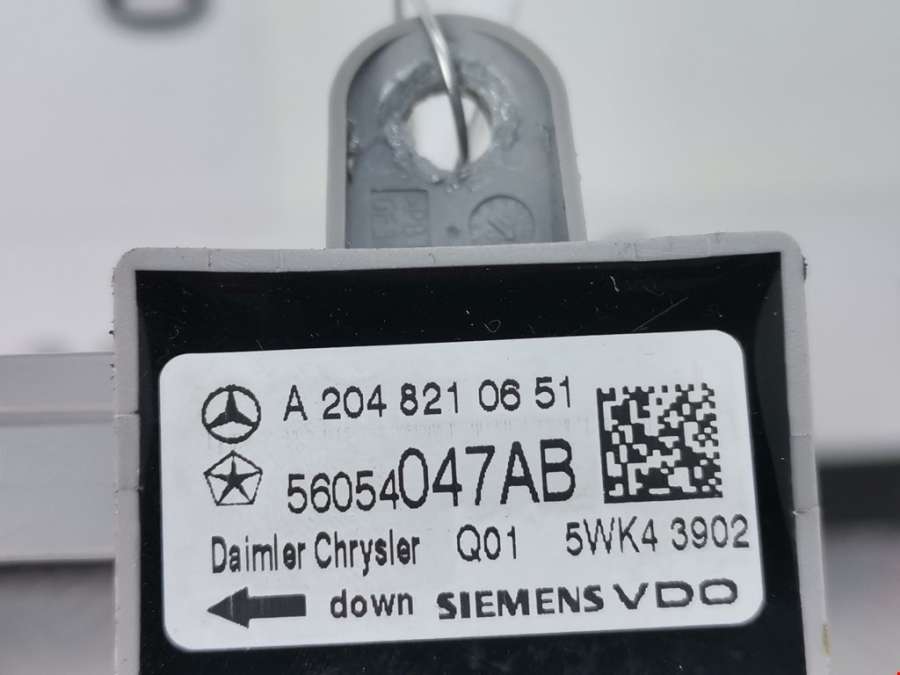 A 204 821 06 51
56054047AB
Daimler Chrysler Q01 5WK4 3902
down SIEMENS VDO